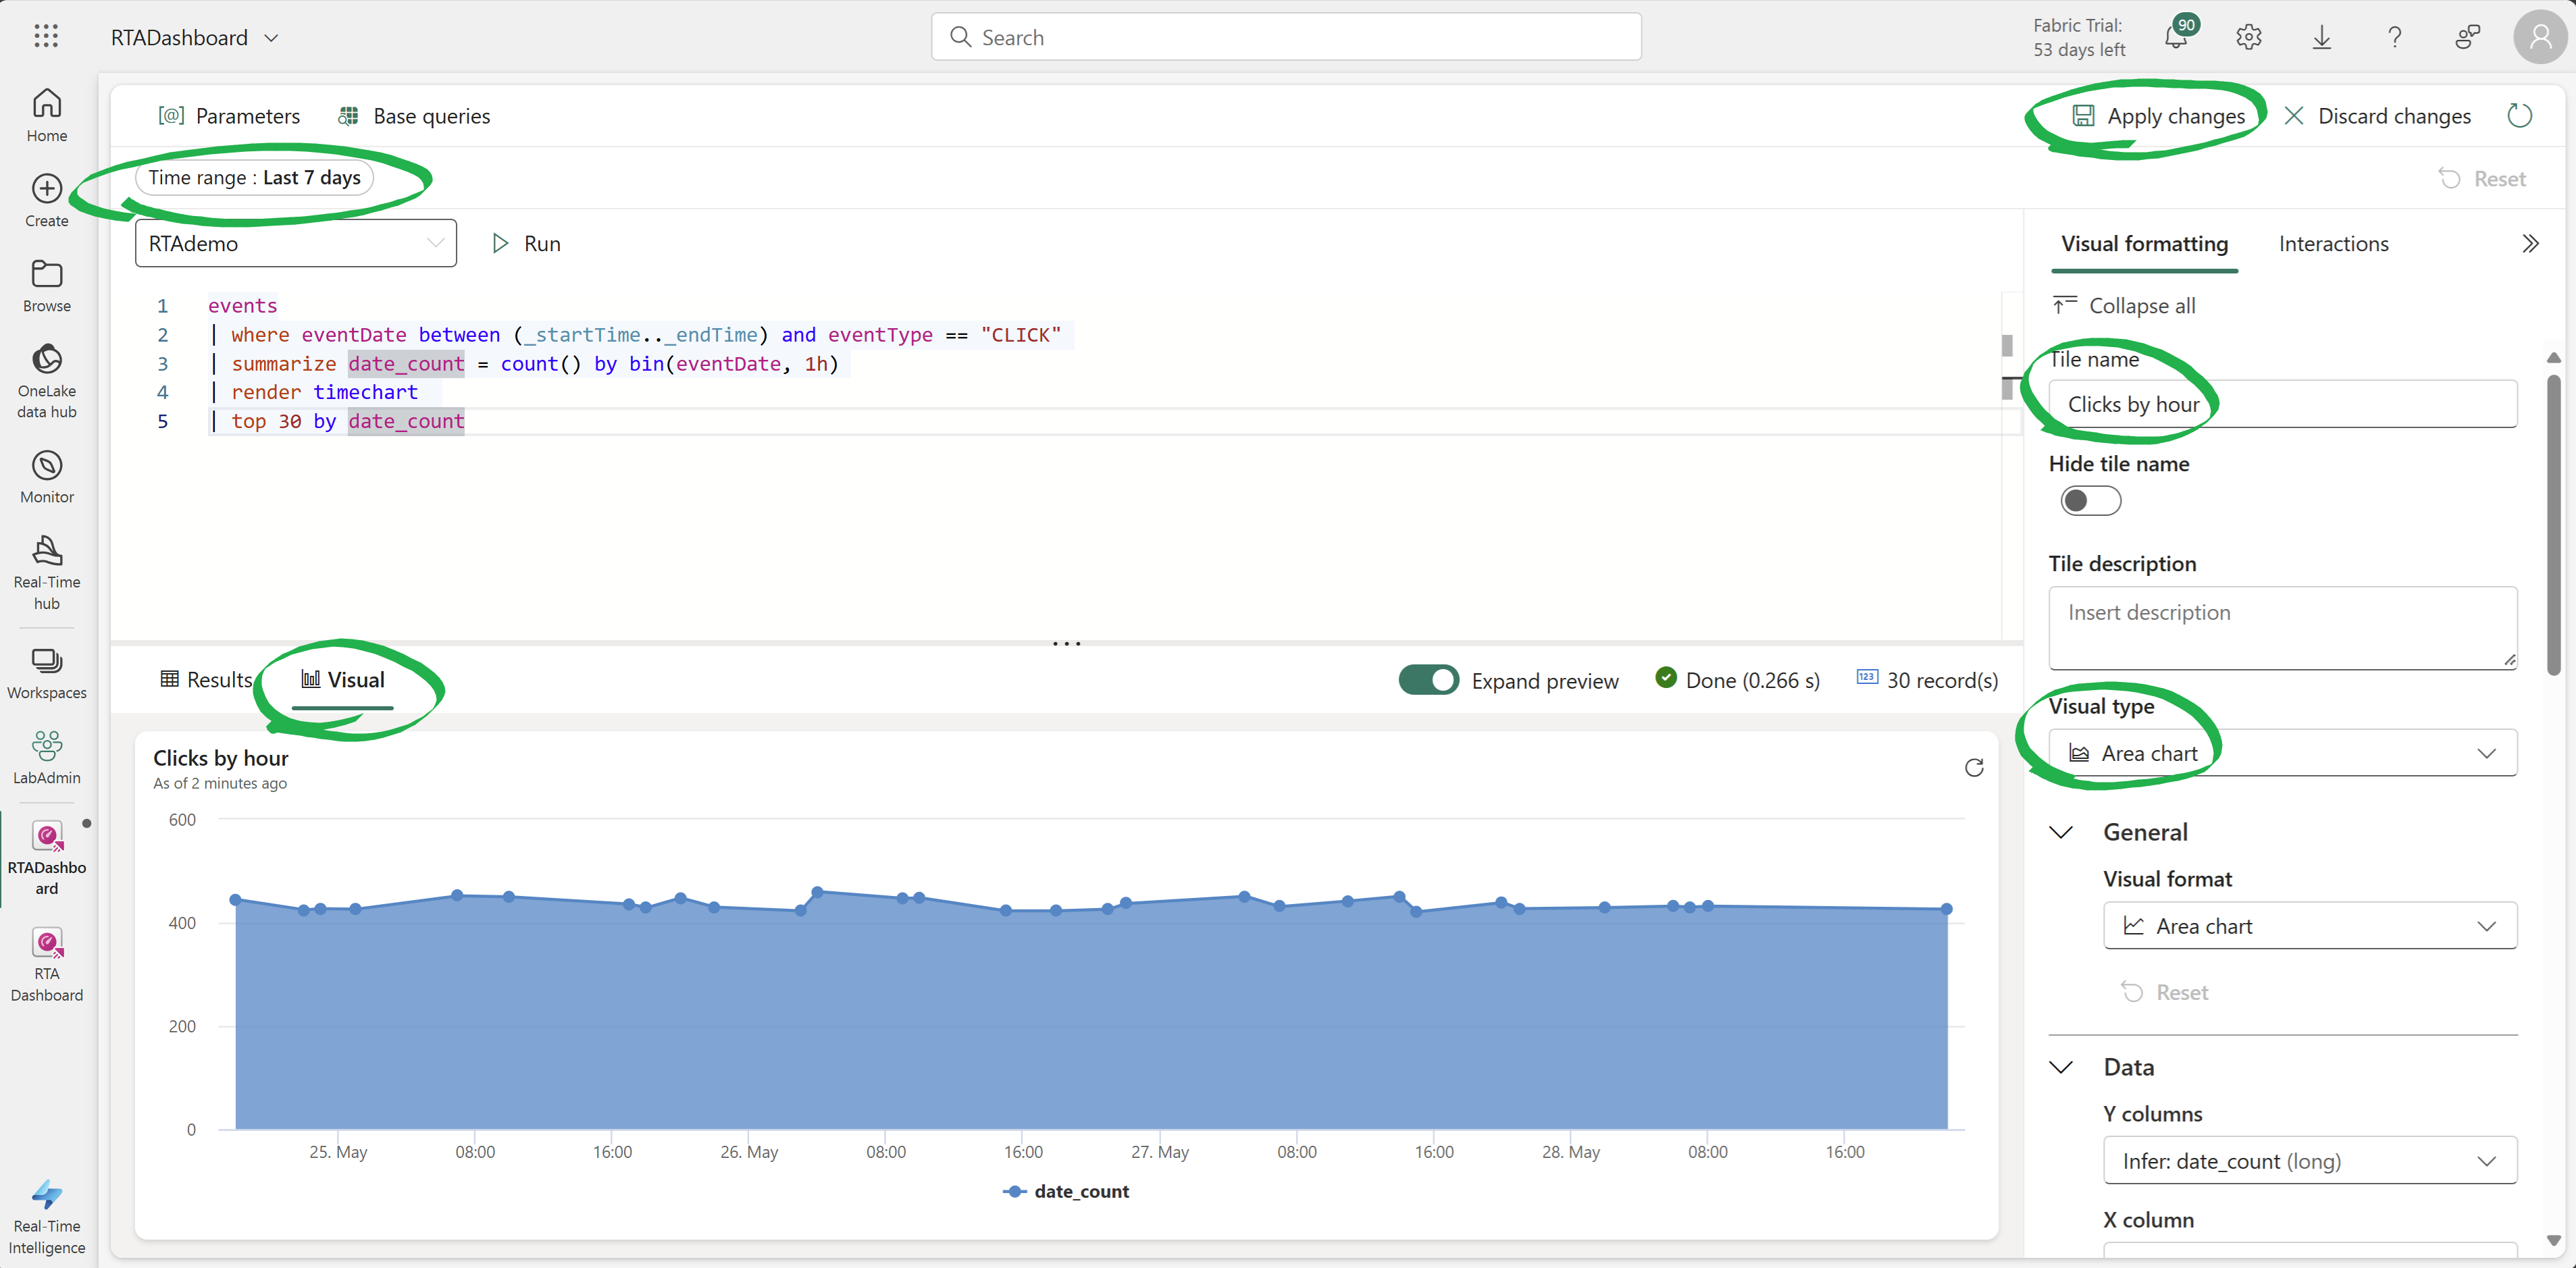 RTADashboard
Search
Fabric Trial:
53 days left
90
Home
Create
Browse
OneLake
data hub
Monitor
Real-Time
hub
Workspaces
LabAdmin
RTADashbo
ard
RTA
Dashboard
Real-Time
Intelligence
[@] Parameters
Base queries
Apply changes
Discard changes
Time range : Last 7 days
Reset
RTAdemo
Run
1 events
2 | where eventDate between (_startTime.._endTime) and eventType == "CLICK"
3 | summarize date_count = count() by bin(eventDate, 1h)
4 | render timechart
5 | top 30 by date_count
Results
Visual
Expand preview
Done (0.266 s)
123 30 record(s)
Clicks by hour
As of 2 minutes ago
600
400
200
0
25. May 08:00 16:00 26. May 08:00 16:00 27. May 08:00 16:00 28. May 08:00 16:00
date_count
Visual formatting
Interactions
Collapse all
Tile name
Clicks by hour
Hide tile name
Tile description
Insert description
Visual type
Area chart
General
Visual format
Area chart
Reset
Data
Y columns
Infer: date_count (long)
X column